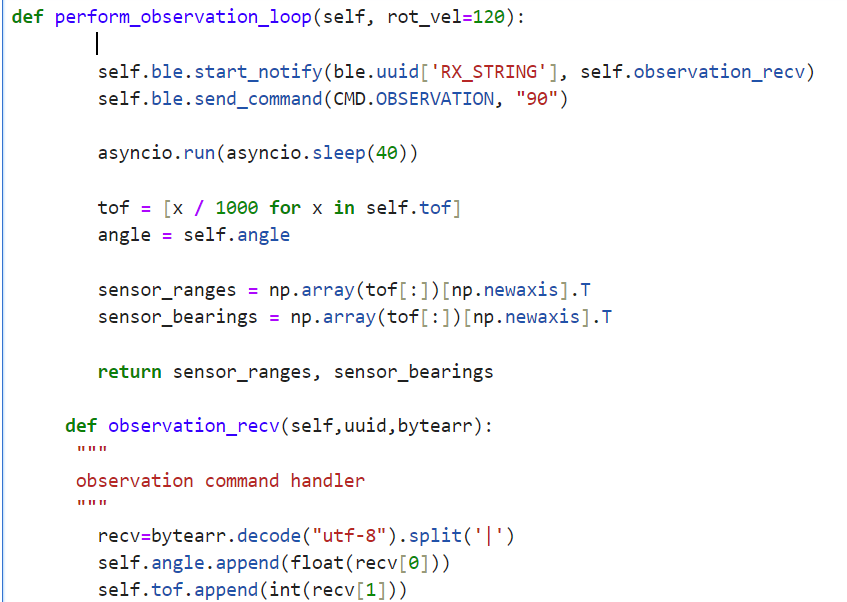 def perform_observation_loop(self, rot_vel=120):
self.ble.start_notify(ble.uuid['RX_STRING'], self.observation_recv)
self.ble.send_command(CMD.OBSERVATION, "90")
asyncio.run(asyncio.sleep(40))
tof = [x / 1000 for x in self.tof]
angle = self.angle
sensor_ranges = np.array(tof[:])[np.newaxis].T
sensor_bearings = np.array(tof[:])[np.newaxis].T
return sensor_ranges, sensor_bearings
def observation_recv(self,uuid,bytearr):
"""
observation command handler
"""
recv=bytearr.decode("utf-8").split('|')
self.angle.append(float(recv[0]))
self.tof.append(int(recv[1]))